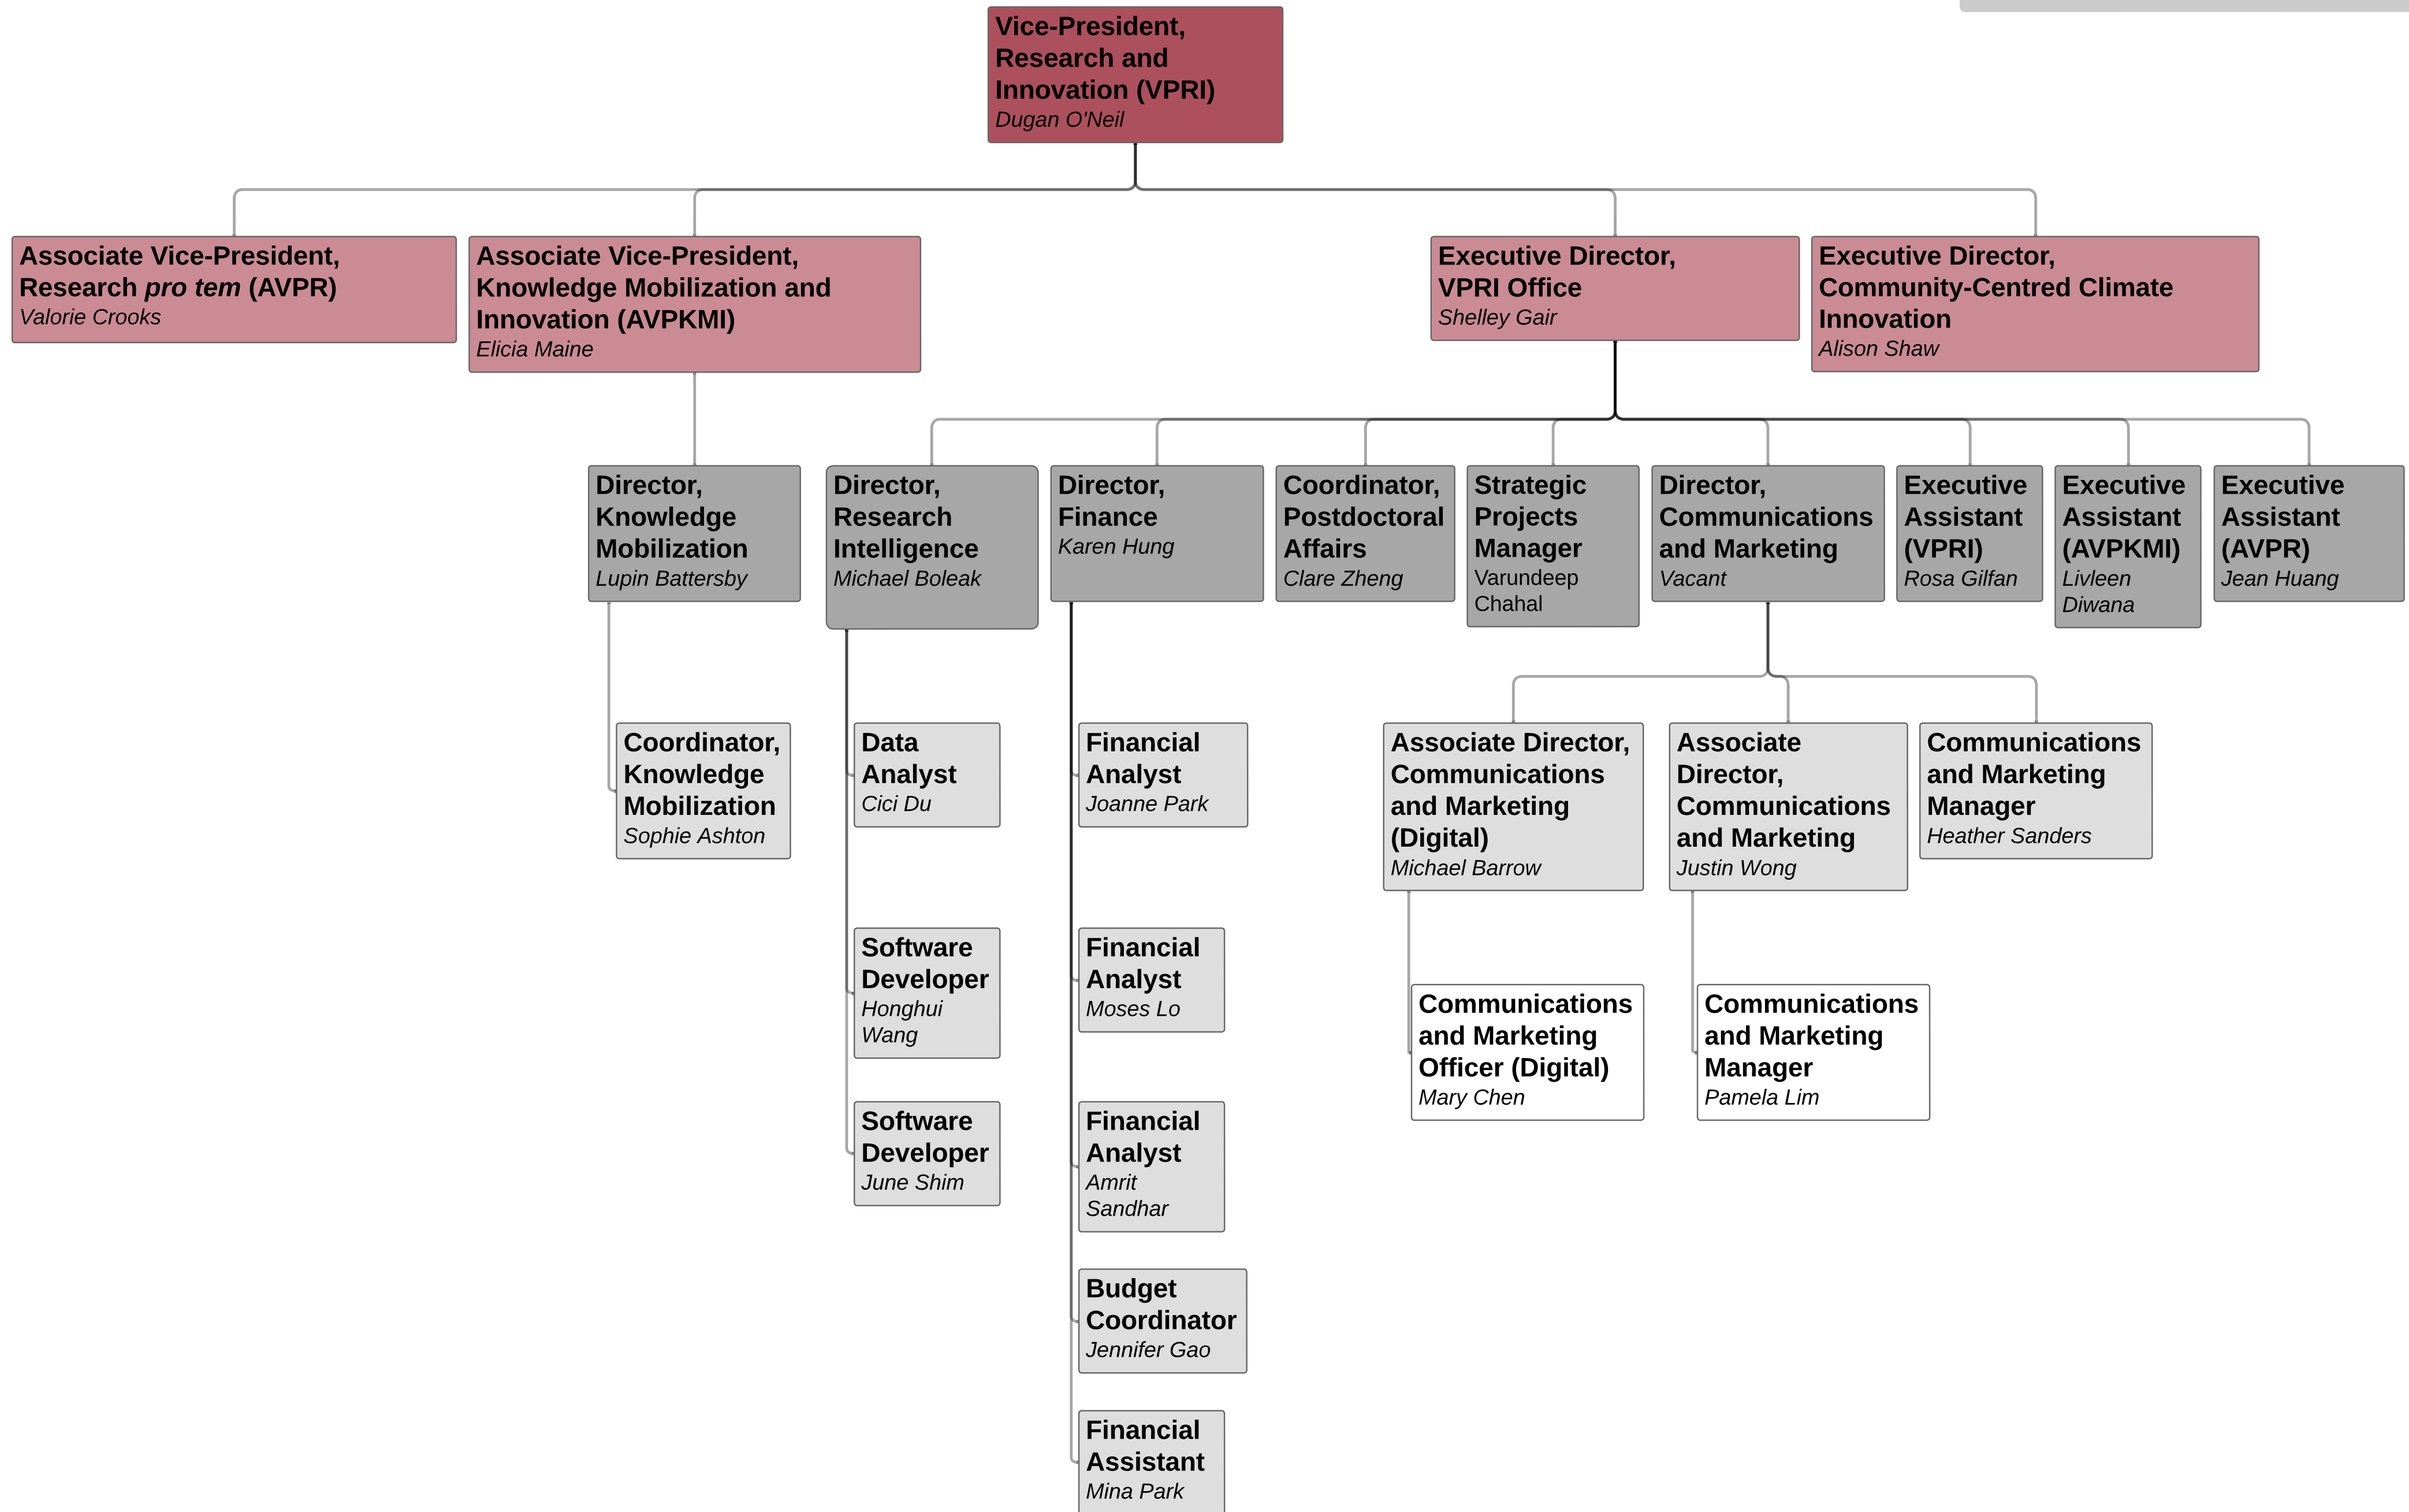 Vice-President,
Research and
Innovation (VPRI)
Dugan O'Neil
Associate Vice-President,
Research pro tem (AVPR)
Valorie Crooks
Associate Vice-President,
Knowledge Mobilization and
Innovation (AVPKMI)
Elicia Maine
Executive Director,
VPRI Office
Shelley Gair
Executive Director,
Community-Centred Climate
Innovation
Alison Shaw
Director,
Knowledge
Mobilization
Lupin Battersby
Director,
Research
Intelligence
Michael Boleak
Director,
Finance
Karen Hung
Coordinator,
Postdoctoral
Affairs
Clare Zheng
Strategic
Projects
Manager
Varundeep
Chahal
Director,
Communications
and Marketing
Vacant
Executive
Assistant
(VPRI)
Rosa Gilfan
Executive
Assistant
(AVPKMI)
Livleen
Diwana
Executive
Assistant
(AVPR)
Jean Huang
Coordinator,
Knowledge
Mobilization
Sophie Ashton
Data
Analyst
Cici Du
Software
Developer
Honghui
Wang
Software
Developer
June Shim
Financial
Analyst
Joanne Park
Financial
Analyst
Moses Lo
Financial
Analyst
Amrit
Sandhar
Budget
Coordinator
Jennifer Gao
Financial
Assistant
Mina Park
Associate Director,
Communications
and Marketing
(Digital)
Michael Barrow
Associate
Director,
Communications
and Marketing
Justin Wong
Communications
and Marketing
Manager
Heather Sanders
Communications
and Marketing
Officer (Digital)
Mary Chen
Communications
and Marketing
Manager
Pamela Lim